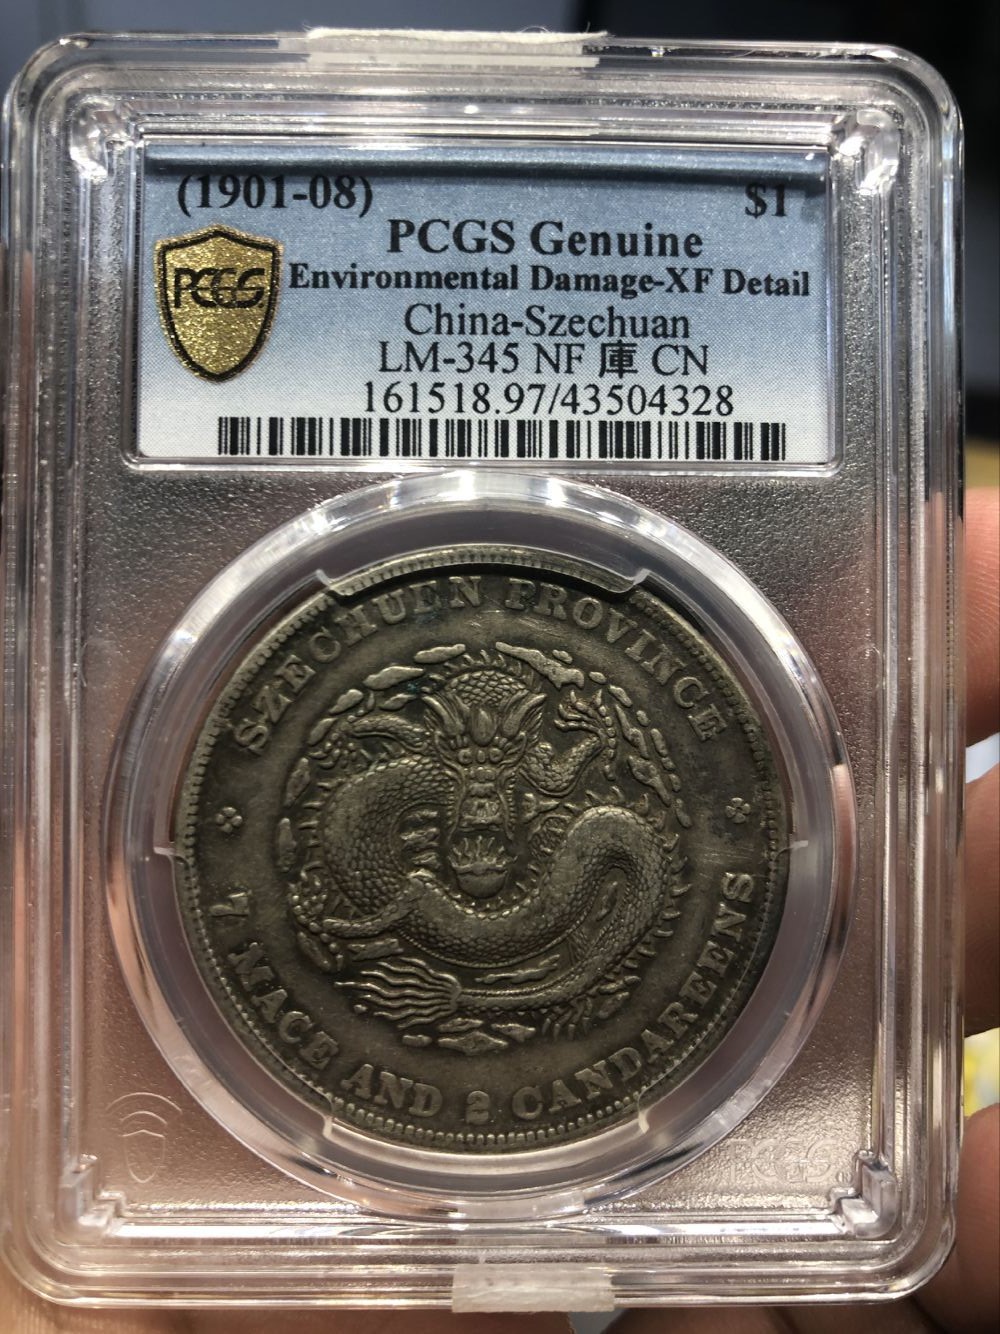 (1901-08) $1
PCGS Genuine
PCGS
Environmental Damage-XF Detail
China-Szechuan
LM-345 NF 庫 CN
161518.97/43504328
SZECHUEN PROVINCE
7 MACE AND 2 CANDAREENS
PCGS